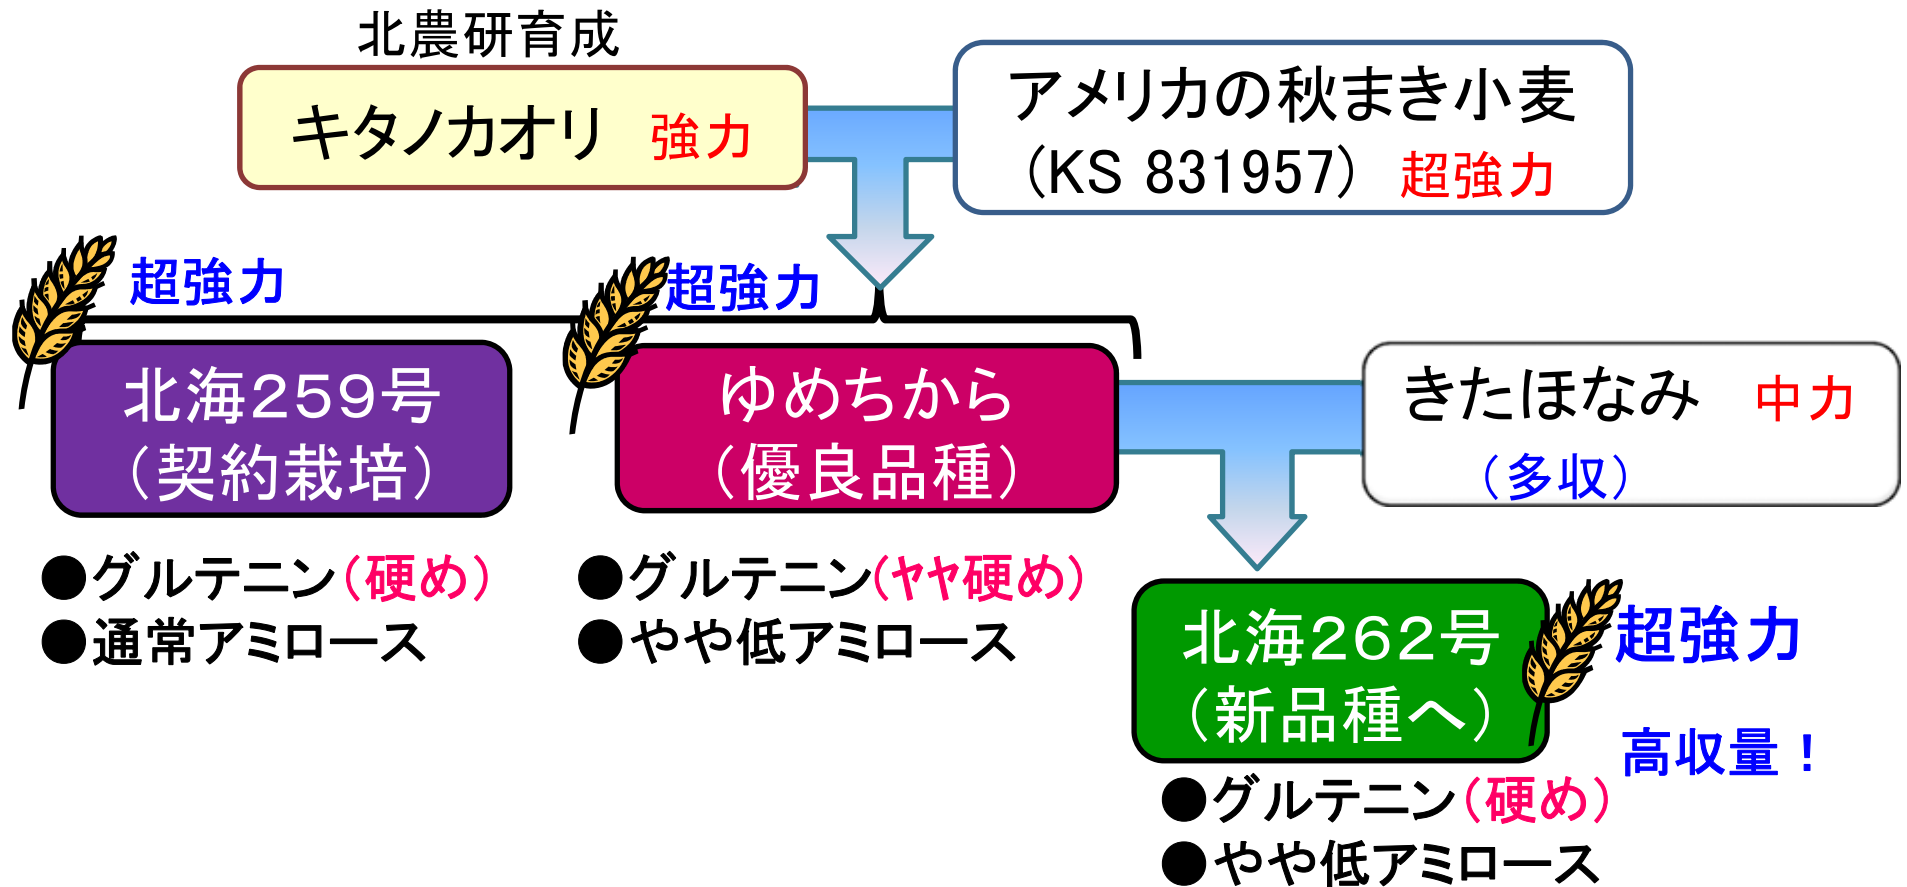 北農研育成
キタノカオリ 強力
アメリカの秋まき小麦
(KS 831957) 超強力
超強力
超強力
北海259号
(契約栽培)
ゆめちから
(優良品種)
きたほなみ 中力
(多収)
●グルテニン(硬め)
●通常アミロース
●グルテニン(ヤヤ硬め)
●やや低アミロース
北海262号
(新品種へ)
超強力
高収量!
●グルテニン(硬め)
●やや低アミロース